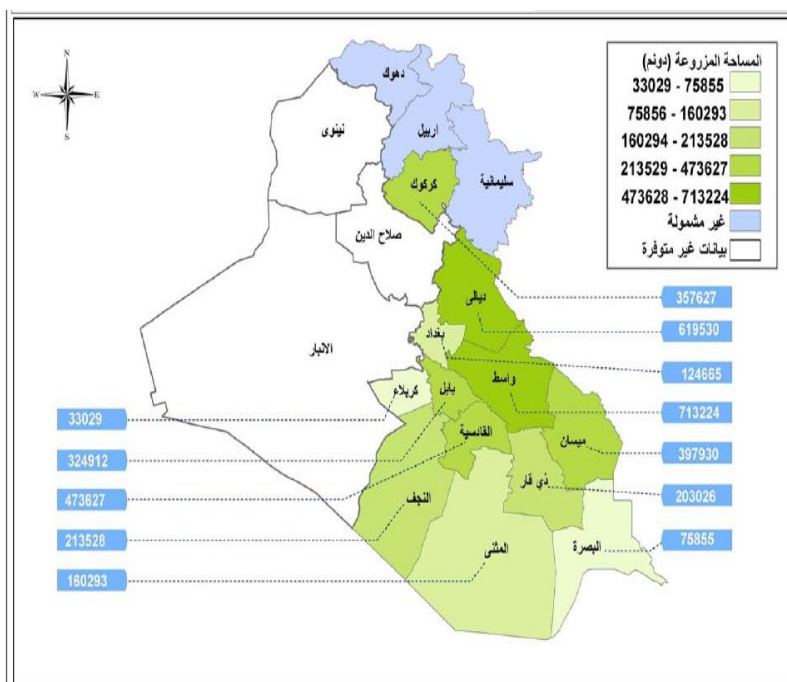 N
W E
S
المساحة المزروعة (دونم)
33029 - 75855
75856 - 160293
160294 - 213528
213529 - 473627
473628 - 713224
غير مشمولة
بيانات غير متوفرة
دهوك
نينوى
اربيل
سليمانية
كركوك
صلاح الدين
ديالى
الانبار
بغداد
واسط
كربلاء
بابل
القادسية
ميسان
النجف
ذي قار
المثنى
البصرة
357627
619530
124665
713224
397930
203026
75855
33029
324912
473627
213528
160293